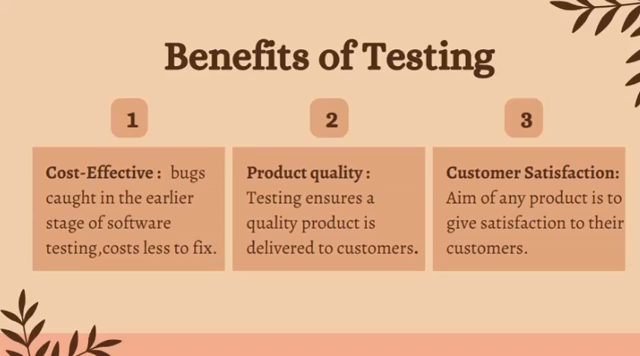 Benefits of Testing
1
Cost-Effective : bugs
caught in the earlier
stage of software
testing,costs less to fix.
2
Product quality :
Testing ensures a
quality product is
delivered to customers.
3
Customer Satisfaction:
Aim of any product is to
give satisfaction to their
customers.